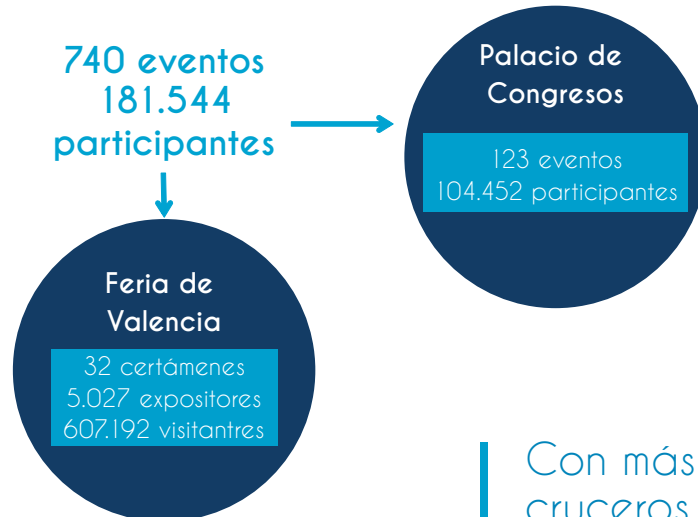 740 eventos
181.544
participantes
Palacio de
Congresos
123 eventos
104.452 participantes
Feria de
Valencia
32 certámenes
5.027 expositores
607.192 visitantres
Con más
cruceros